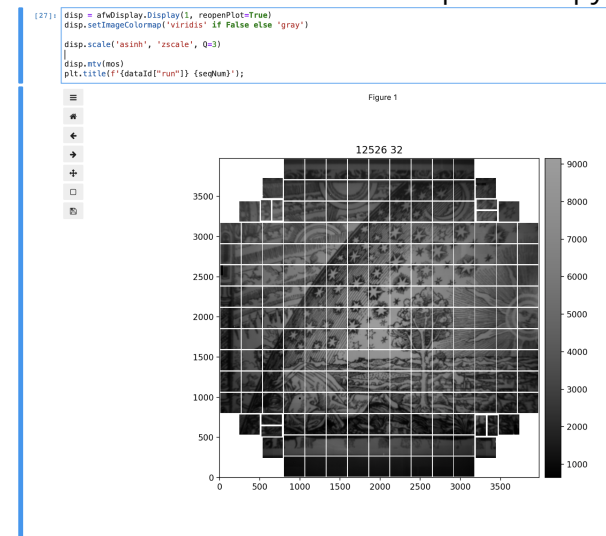 [27]: disp = afwDisplay.Display(1, reopenPlot=True)
disp.setImageColormap('viridis' if False else 'gray')
disp.scale('asinh', 'zscale', Q=3)
disp.mtv(mos)
plt.title(f'{dataId["run"]} {seqNum}');
Figure 1
12526 32
9000
8000
7000
6000
5000
4000
3000
2000
1000
3500
3000
2500
2000
1500
1000
500
0
0 500 1000 1500 2000 2500 3000 3500